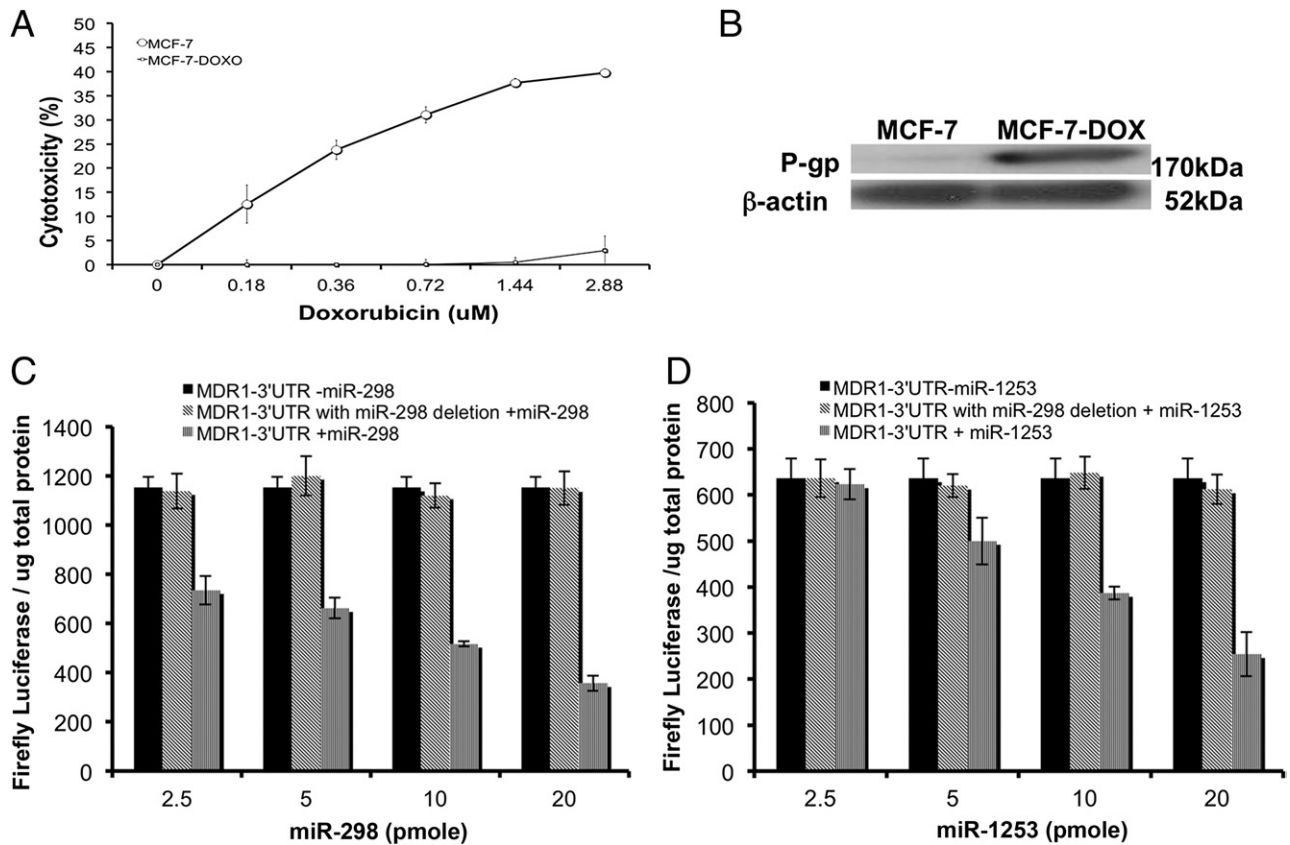 A
50
45
40
35
30
25
20
15
10
5
0
Cytotoxicity (%)
MCF-7
MCF-7-DOXO
0 0.18 0.36 0.72 1.44 2.88
Doxorubicin (uM)
B
MCF-7 MCF-7-DOX
P-gp 170kDa
β-actin 52kDa
C
MDR1-3'UTR -miR-298
MDR1-3'UTR with miR-298 deletion +miR-298
MDR1-3'UTR +miR-298
Firefly Luciferase / ug total protein
1400
1200
1000
800
600
400
200
0
2.5 5 10 20
miR-298 (pmole)
D
MDR1-3'UTR-miR-1253
MDR1-3'UTR with miR-298 deletion + miR-1253
MDR1-3'UTR + miR-1253
Firefly Luciferase /ug total protein
800
700
600
500
400
300
200
100
0
2.5 5 10 20
miR-1253 (pmole)